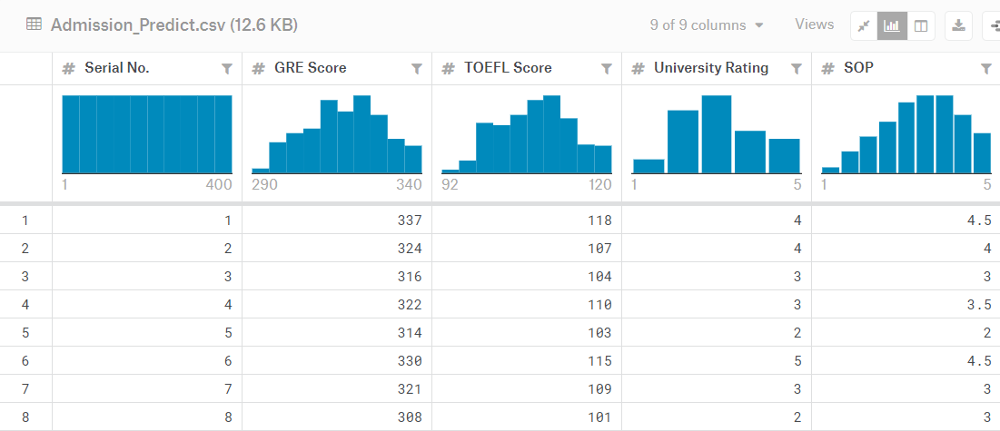 Admission_Predict.csv (12.6 KB) 9 of 9 columns Views
# Serial No. # GRE Score # TOEFL Score # University Rating # SOP
1 400 290 340 92 120 1 5 1 5
1 1 337 118 4 4.5
2 2 324 107 4 4
3 3 316 104 3 3
4 4 322 110 3 3.5
5 5 314 103 2 2
6 6 330 115 5 4.5
7 7 321 109 3 3
8 8 308 101 2 3